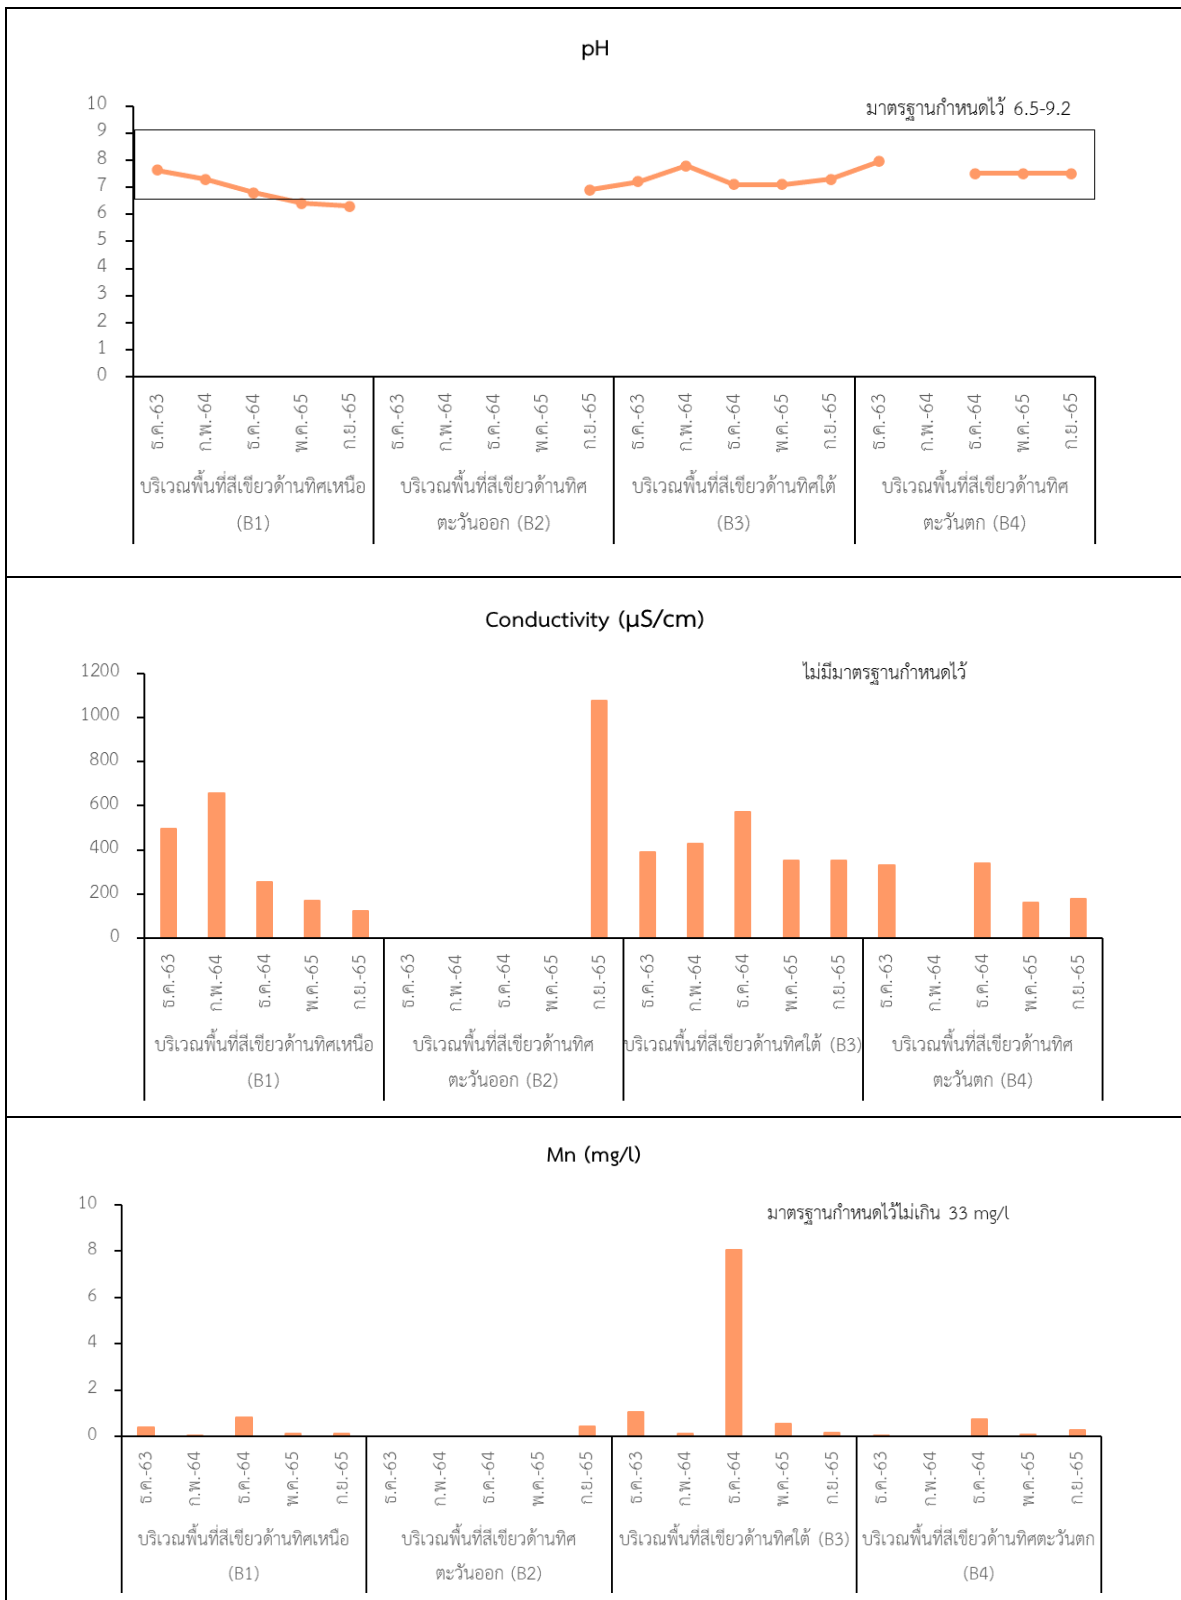 pH
มาตรฐานกำหนดไว้ 6.5-9.2
10
9
8
7
6
5
4
3
2
1
0
ธ.ค.-63
ก.พ.-64
ธ.ค.-64
พ.ค.-65
ก.ย.-65
ธ.ค.-63
ก.พ.-64
ธ.ค.-64
พ.ค.-65
ก.ย.-65
ธ.ค.-63
ก.พ.-64
ธ.ค.-64
พ.ค.-65
ก.ย.-65
ธ.ค.-63
ก.พ.-64
ธ.ค.-64
พ.ค.-65
ก.ย.-65
บริเวณพื้นที่สีเขียวด้านทิศเหนือ
(B1)
บริเวณพื้นที่สีเขียวด้านทิศ
ตะวันออก (B2)
บริเวณพื้นที่สีเขียวด้านทิศใต้
(B3)
บริเวณพื้นที่สีเขียวด้านทิศ
ตะวันตก (B4)
Conductivity (µS/cm)
ไม่มีมาตรฐานกำหนดไว้
1200
1000
800
600
400
200
0
ธ.ค.-63
ก.พ.-64
ธ.ค.-64
พ.ค.-65
ก.ย.-65
ธ.ค.-63
ก.พ.-64
ธ.ค.-64
พ.ค.-65
ก.ย.-65
ธ.ค.-63
ก.พ.-64
ธ.ค.-64
พ.ค.-65
ก.ย.-65
ธ.ค.-63
ก.พ.-64
ธ.ค.-64
พ.ค.-65
ก.ย.-65
บริเวณพื้นที่สีเขียวด้านทิศเหนือ
(B1)
บริเวณพื้นที่สีเขียวด้านทิศ
ตะวันออก (B2)
บริเวณพื้นที่สีเขียวด้านทิศใต้ (B3)
บริเวณพื้นที่สีเขียวด้านทิศ
ตะวันตก (B4)
Mn (mg/l)
มาตรฐานกำหนดไว้ไม่เกิน 33 mg/l
10
8
6
4
2
0
ธ.ค.-63
ก.พ.-64
ธ.ค.-64
พ.ค.-65
ก.ย.-65
ธ.ค.-63
ก.พ.-64
ธ.ค.-64
พ.ค.-65
ก.ย.-65
ธ.ค.-63
ก.พ.-64
ธ.ค.-64
พ.ค.-65
ก.ย.-65
ธ.ค.-63
ก.พ.-64
ธ.ค.-64
พ.ค.-65
ก.ย.-65
บริเวณพื้นที่สีเขียวด้านทิศเหนือ
(B1)
บริเวณพื้นที่สีเขียวด้านทิศ
ตะวันออก (B2)
บริเวณพื้นที่สีเขียวด้านทิศใต้ (B3)
บริเวณพื้นที่สีเขียวด้านทิศตะวันตก
(B4)